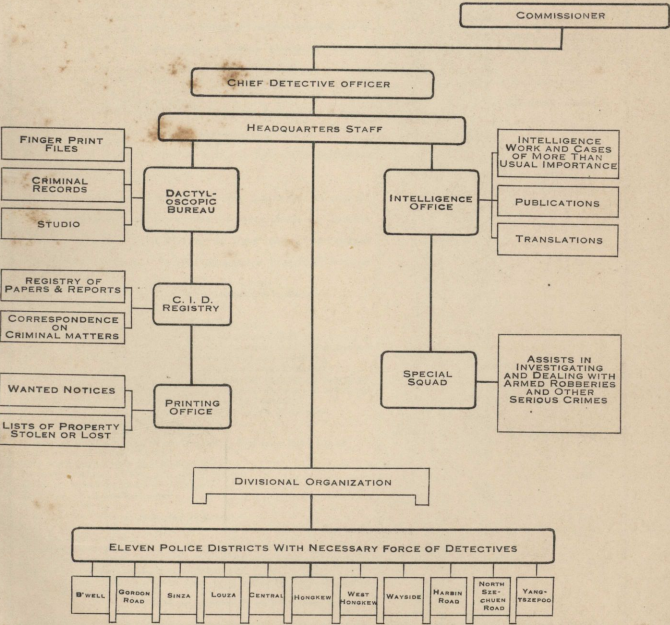 COMMISSIONER
CHIEF DETECTIVE OFFICER
HEADQUARTERS STAFF
FINGER PRINT
FILES
CRIMINAL
RECORDS
STUDIO
DACTYL-
OSCOPIC
BUREAU
INTELLIGENCE
OFFICE
INTELLIGENCE
WORK AND CASES
OF MORE THAN
USUAL IMPORTANCE
PUBLICATIONS
TRANSLATIONS
REGISTRY OF
PAPERS & REPORTS
CORRESPONDENCE
ON
CRIMINAL MATTERS
C. I. D.
REGISTRY
WANTED NOTICES
LISTS OF PROPERTY
STOLEN OR LOST
PRINTING
OFFICE
SPECIAL
SQUAD
ASSISTS IN
INVESTIGATING
AND DEALING WITH
ARMED ROBBERIES
AND OTHER
SERIOUS CRIMES
DIVISIONAL ORGANIZATION
ELEVEN POLICE DISTRICTS WITH NECESSARY FORCE OF DETECTIVES
B'WELL
GORDON
ROAD
SINZA
LOUZA
CENTRAL
HONGKEW
WEST
HONGKEW
WAYSIDE
HARBIN
ROAD
NORTH
SZE-
CHUEN
ROAD
YANG-
TSZEPOO